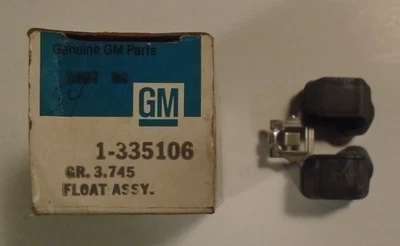 Genuine GM Parts
GM
1-335106
GR. 3.745
FLOAT ASSY.